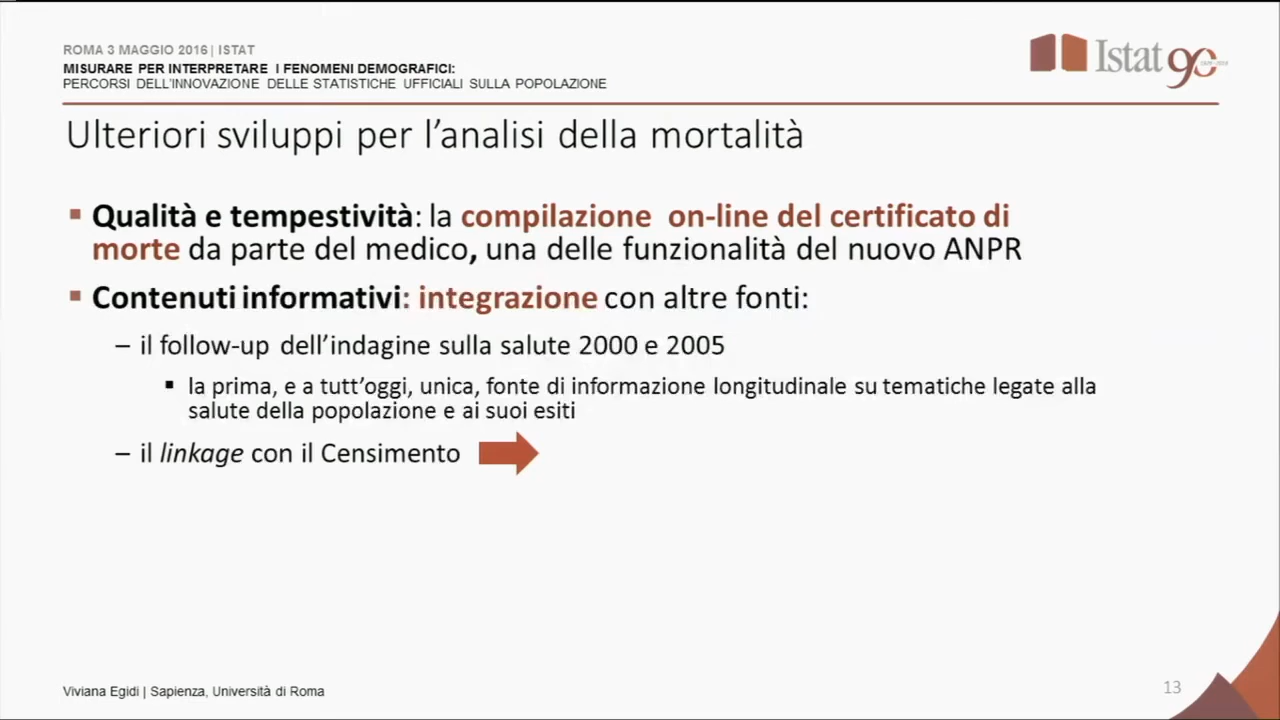 ROMA 3 MAGGIO 2016| ISTAT
MISURARE PER INTERPRETARE I FENOMENI DEMOGRAFICI:
PERCORSI DELL'INNOVAZIONE DELLE STATISTICHE UFFICIALI SULLA POPOLAZIONE
Istat 90
Ulteriori sviluppi per l'analisi della mortalità
Qualità e tempestività: la compilazione on-line del certificato di
morte da parte del medico, una delle funzionalità del nuovo ANPR
Contenuti informativi: integrazione con altre fonti:
– il follow-up dell'indagine sulla salute 2000 e 2005
la prima, e a tutt'oggi, unica, fonte di informazione longitudinale su tematiche legate alla
salute della popolazione e ai suoi esiti
– il linkage con il Censimento
Viviana Egidi | Sapienza, Università di Roma
13